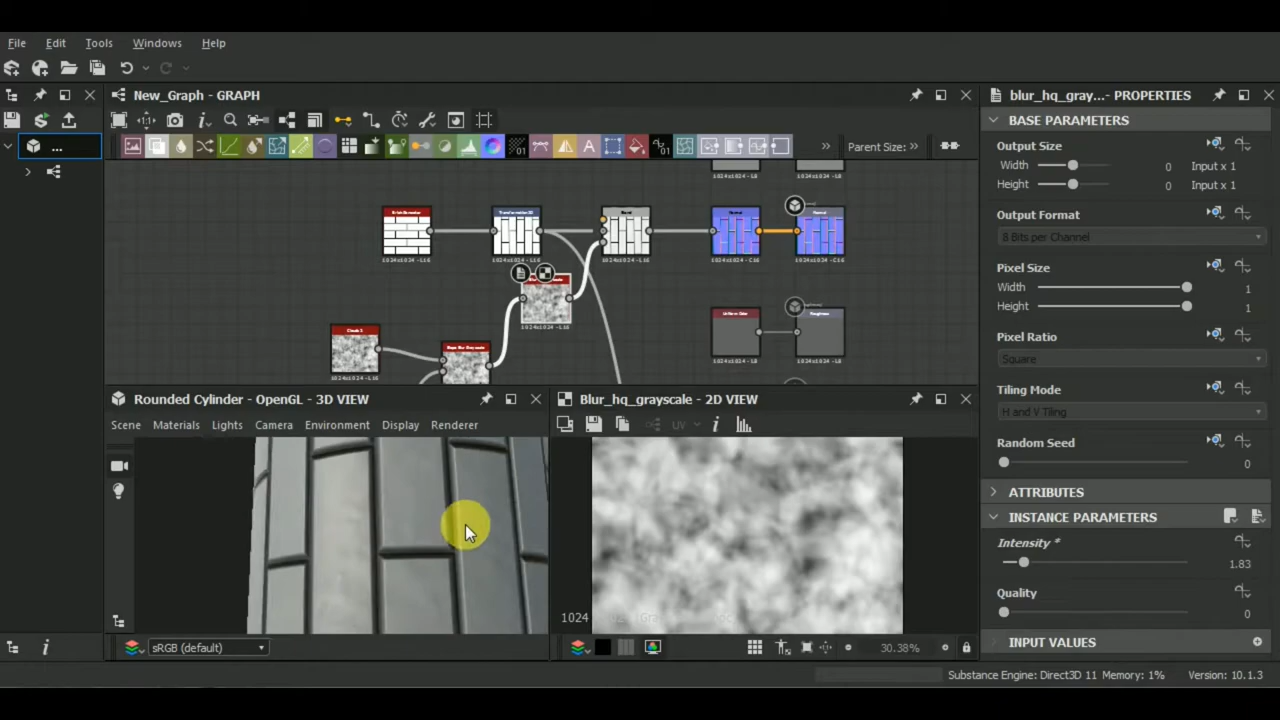 File Edit Tools Windows Help
New_Graph - GRAPH
blur_hq_gray...- PROPERTIES
BASE PARAMETERS
...
Parent Size:
Output Size
Width 0 Input x 1
Height 0 Input x 1
Output Format
8 Bits per Channel
Pixel Size
Width 1
Height 1
Pixel Ratio
Square
Tiling Mode
H and V Tiling
Random Seed
0
ATTRIBUTES
INSTANCE PARAMETERS
Intensity *
1.83
Quality
0
INPUT VALUES
Rounded Cylinder - OpenGL - 3D VIEW
Scene Materials Lights Camera Environment Display Renderer
sRGB (default)
Blur_hq_grayscale - 2D VIEW
UV
1024
30.38%
Substance Engine: Direct3D 11 Memory: 1% Version: 10.1.3